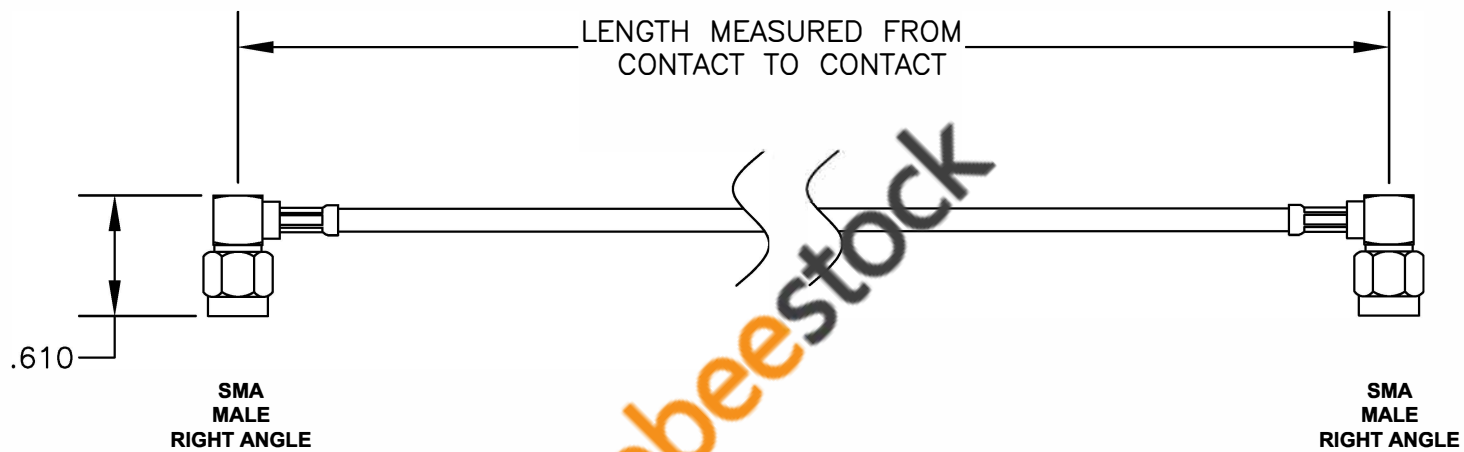 LENGTH MEASURED FROM
CONTACT TO CONTACT
.610
SMA
MALE
RIGHT ANGLE
SMA
MALE
RIGHT ANGLE
beestock